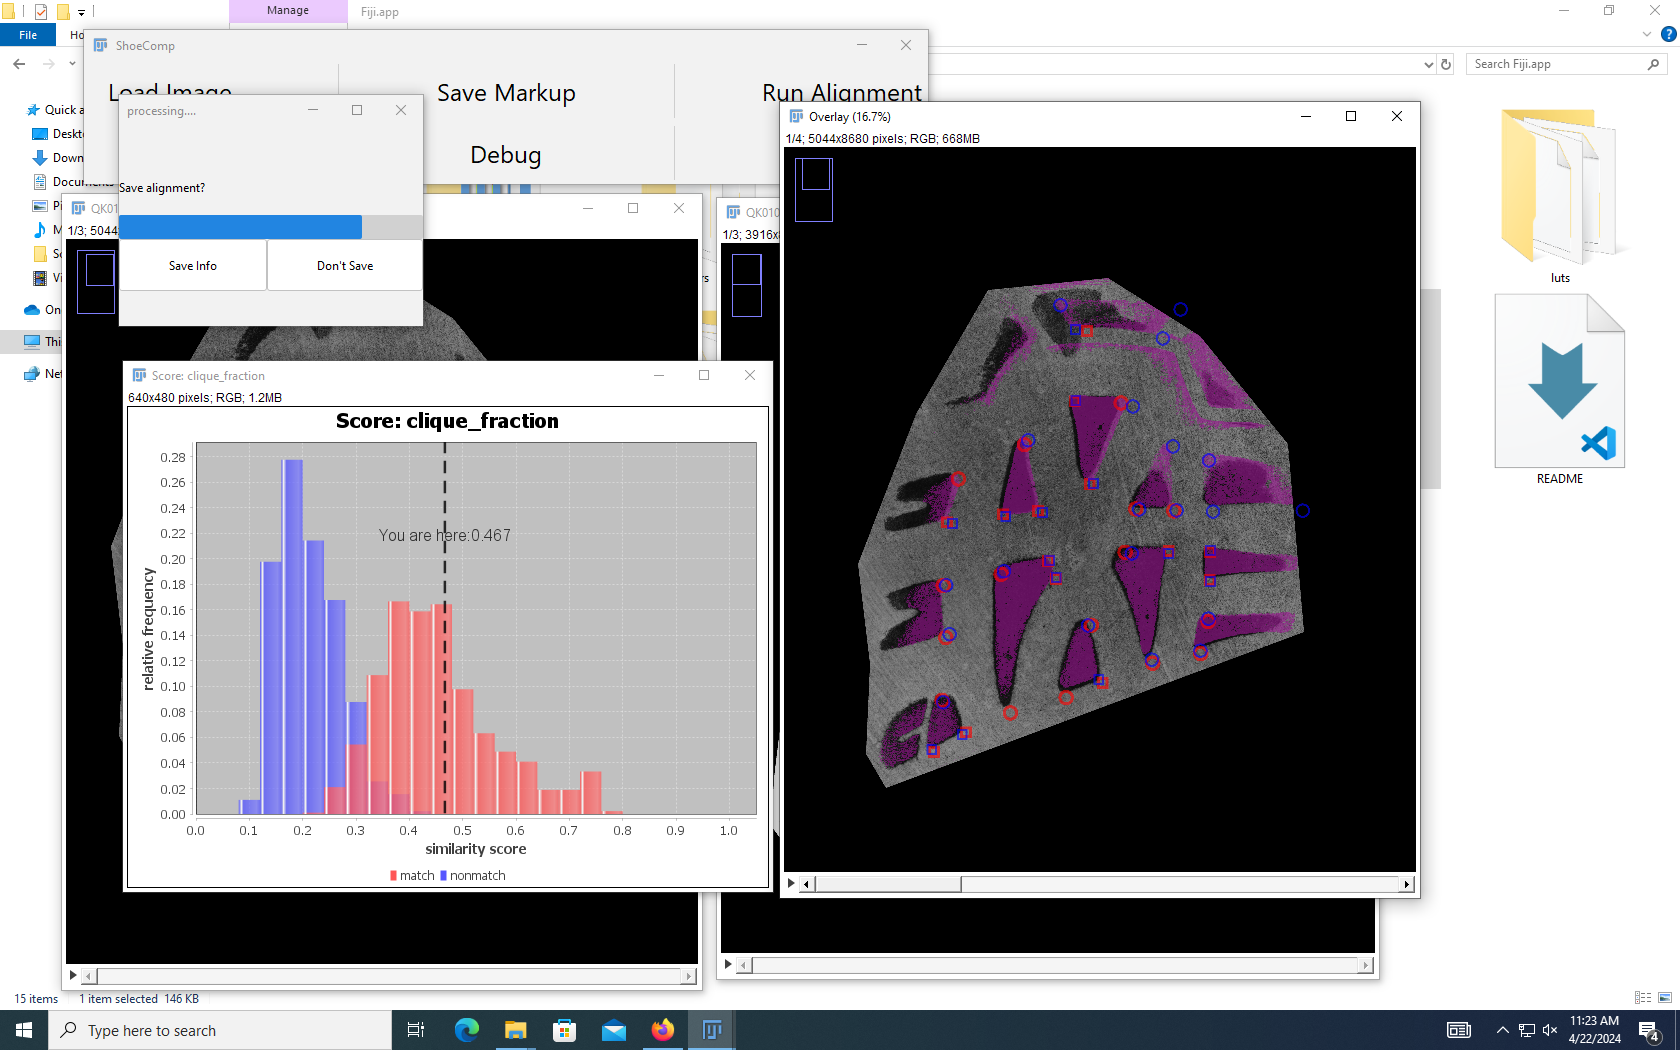 Manage
Fiji.app
File
Ho
ShoeComp
Search Fiji.app
Load Image
Save Markup
Run Alignment
Debug
processing....
Save alignment?
Save Info
Don't Save
Quick a
Deskt
Down
Documents
Pi
M
So
Vi
On
Thi
Net
QK01
1/3; 5044x
QK010
1/3; 3916x8
rs
Overlay (16.7%)
1/4; 5044x8680 pixels; RGB; 668MB
luts
README
Score: clique_fraction
640x480 pixels; RGB; 1.2MB
Score: clique_fraction
You are here:0.467
relative frequency
0.28
0.26
0.24
0.22
0.20
0.18
0.16
0.14
0.12
0.10
0.08
0.06
0.04
0.02
0.00
0.0 0.1 0.2 0.3 0.4 0.5 0.6 0.7 0.8 0.9 1.0
similarity score
match nonmatch
15 items 1 item selected 146 KB
Type here to search
11:23 AM
4/22/2024
4